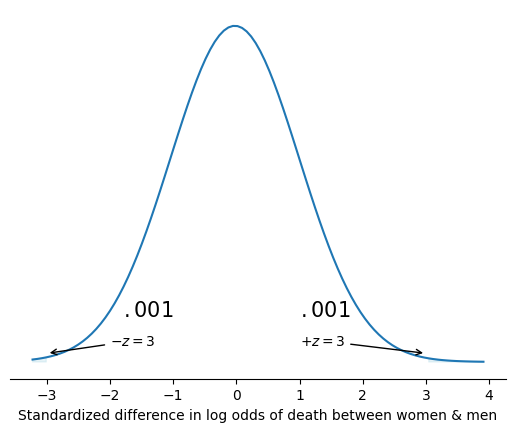 .001 .001
−z = 3 +z = 3
−3 −2 −1 0 1 2 3 4
Standardized difference in log odds of death between women & men